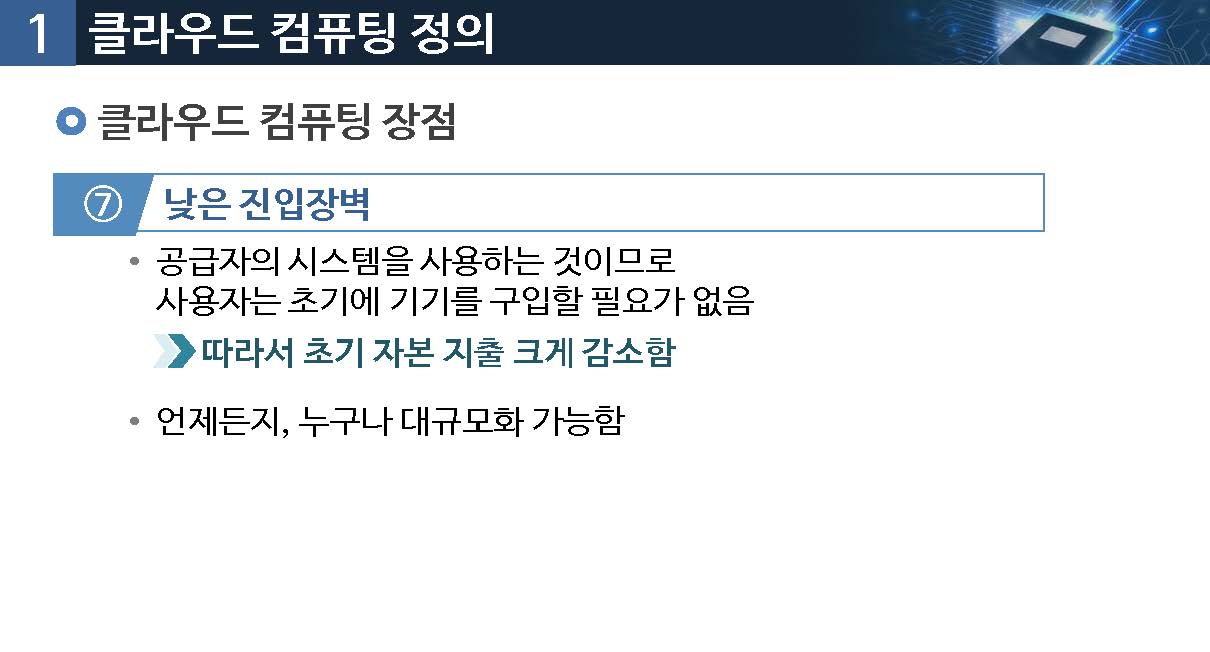 1 클라우드 컴퓨팅 정의
클라우드 컴퓨팅 장점
⑦ 낮은 진입장벽
• 공급자의 시스템을 사용하는 것이므로
사용자는 초기에 기기를 구입할 필요가 없음
따라서 초기 자본 지출 크게 감소함
• 언제든지, 누구나 대규모화 가능함